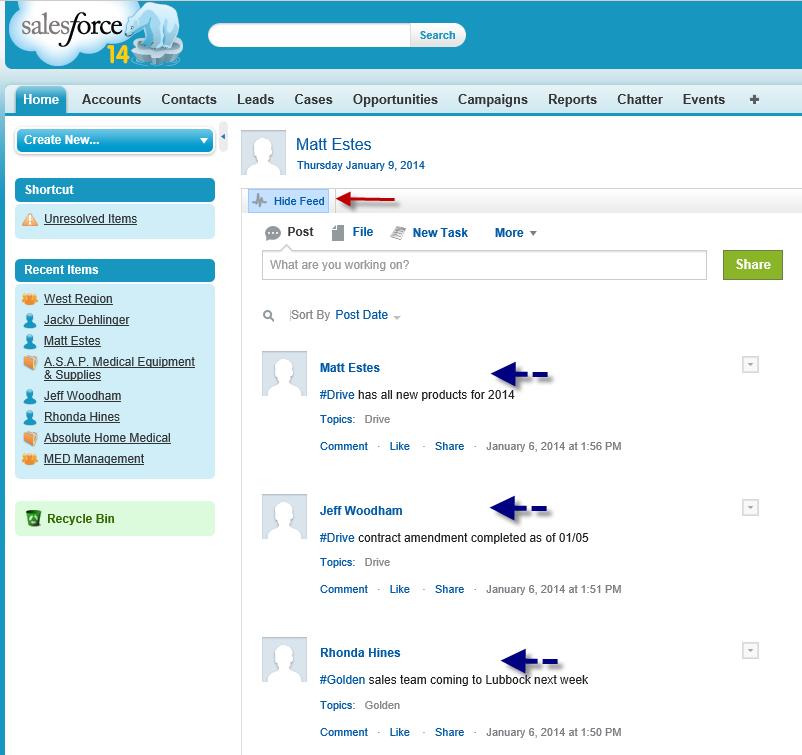 salesforce
14
Search
Home Accounts Contacts Leads Cases Opportunities Campaigns Reports Chatter Events +
Create New...
Shortcut
Unresolved Items
Recent Items
West Region
Jacky Dehlinger
Matt Estes
A.S.A.P. Medical Equipment
& Supplies
Jeff Woodham
Rhonda Hines
Absolute Home Medical
MED Management
Recycle Bin
Matt Estes
Thursday January 9, 2014
Hide Feed
Post File New Task More
What are you working on?
Share
Sort By Post Date
Matt Estes
#Drive has all new products for 2014
Topics: Drive
Comment · Like · Share · January 6, 2014 at 1:56 PM
Jeff Woodham
#Drive contract amendment completed as of 01/05
Topics: Drive
Comment · Like · Share · January 6, 2014 at 1:51 PM
Rhonda Hines
#Golden sales team coming to Lubbock next week
Topics: Golden
Comment · Like · Share · January 6, 2014 at 1:50 PM